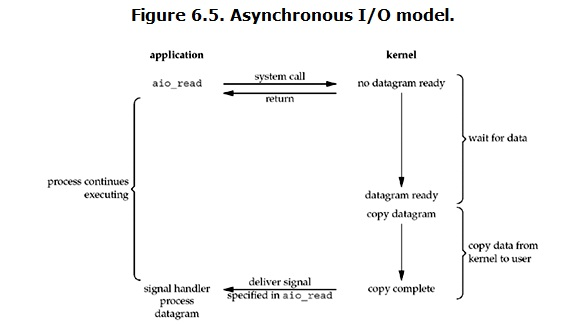 Figure 6.5. Asynchronous I/O model.
application
kernel
aio_read
system call
no datagram ready
return
wait for data
process continues
executing
datagram ready
copy datagram
copy data from
kernel to user
signal handler
process
datagram
deliver signal
specified in aio_read
copy complete